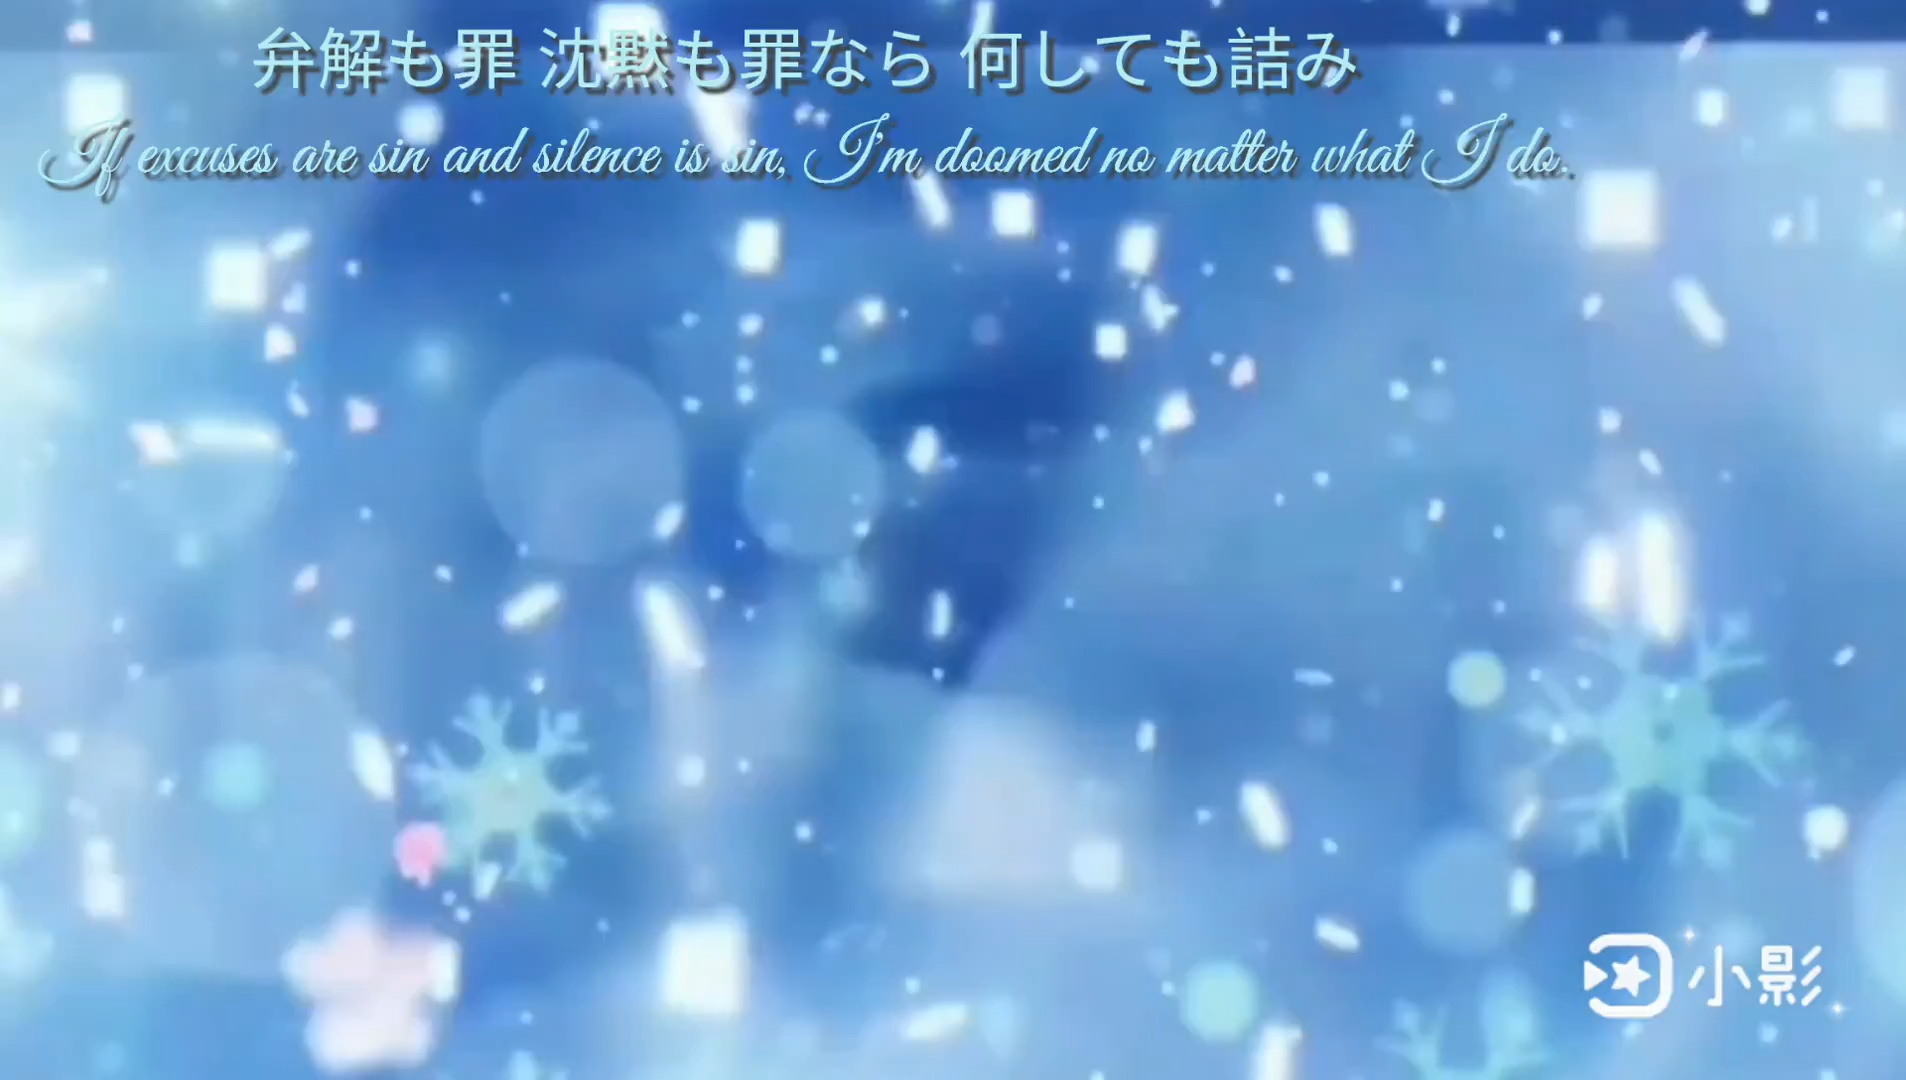 弁解も罪 沈黙も罪なら 何しても詰み
If excuses are sin and silence is sin, I'm doomed no matter what I do.
小影